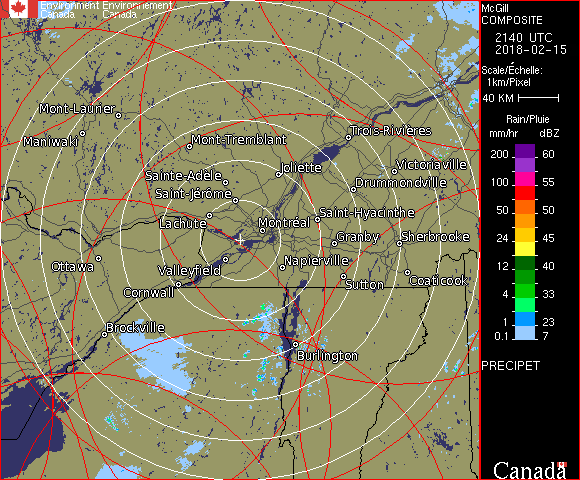 Environment Environnement
Canada Canada
McGill
COMPOSITE
2140 UTC
2018-02-15
Scale/Échelle:
1km/Pixel
40 KM
Rain/Pluie
mm/hr dBZ
200 60
55
100 55
50 50
24 45
12 40
8 33
4 23
1 23
0.1 7
PRECIPET
Canada
Mont-Laurier
Maniwaki
Mont-Tremblant
Trois-Rivières
Sainte-Adèle
Joliette
Victoriaville
Saint-Jérôme
Drummondville
Lachute
Montréal
Saint-Hyacinthe
Granby
Sherbrooke
Ottawa
Valleyfield
Napierville
Cornwall
Sutton
Coaticook
Brockville
Burlington